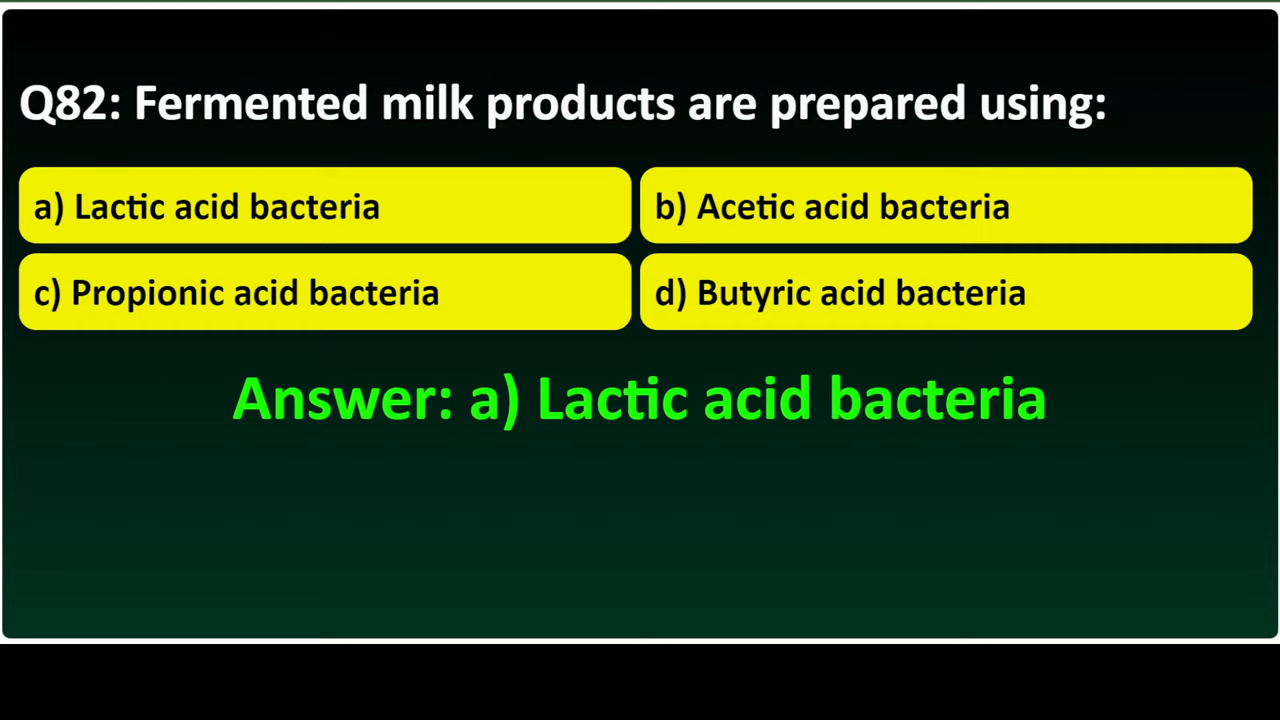 Q82: Fermented milk products are prepared using:
a) Lactic acid bacteria
b) Acetic acid bacteria
c) Propionic acid bacteria
d) Butyric acid bacteria
Answer: a) Lactic acid bacteria